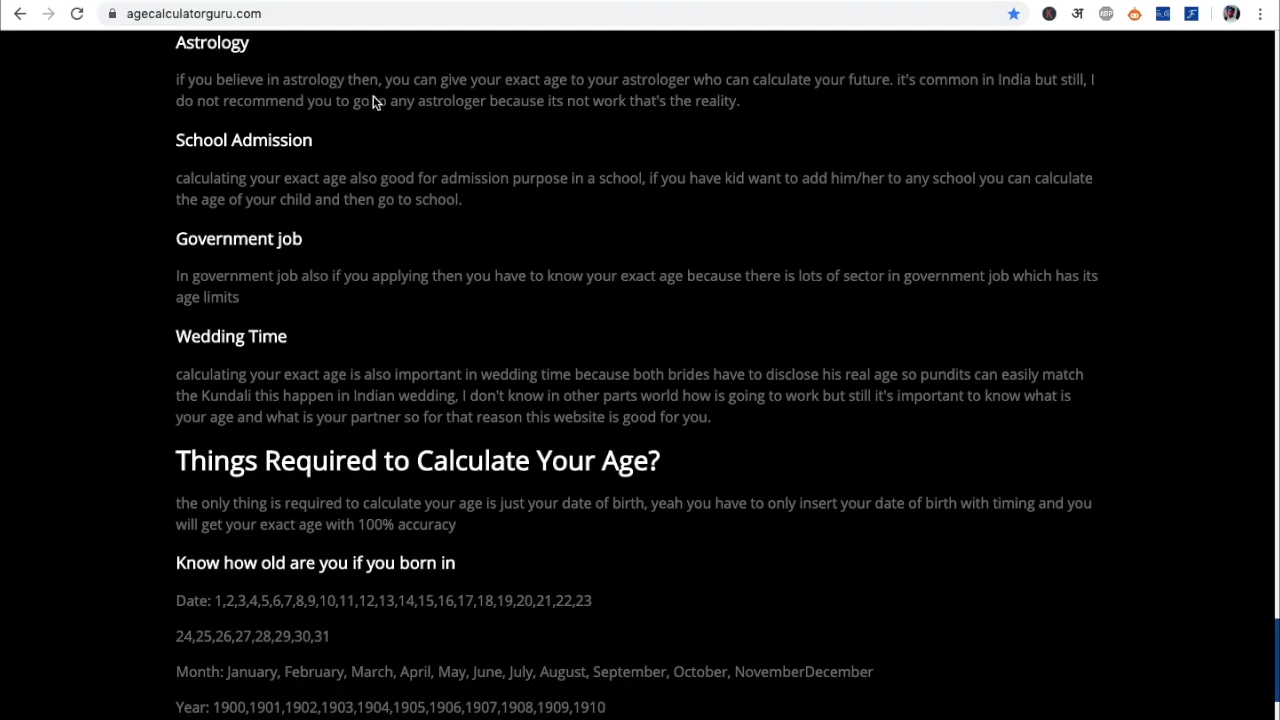 agecalculatorguru.com
Astrology
if you believe in astrology then, you can give your exact age to your astrologer who can calculate your future. it's common in India but still, I
do not recommend you to go to any astrologer because its not work that's the reality.
School Admission
calculating your exact age also good for admission purpose in a school, if you have kid want to add him/her to any school you can calculate
the age of your child and then go to school.
Government job
In government job also if you applying then you have to know your exact age because there is lots of sector in government job which has its
age limits
Wedding Time
calculating your exact age is also important in wedding time because both brides have to disclose his real age so pundits can easily match
the Kundali this happen in Indian wedding, I don't know in other parts world how is going to work but still it's important to know what is
your age and what is your partner so for that reason this website is good for you.
Things Required to Calculate Your Age?
the only thing is required to calculate your age is just your date of birth, yeah you have to only insert your date of birth with timing and you
will get your exact age with 100% accuracy
Know how old are you if you born in
Date: 1,2,3,4,5,6,7,8,9,10,11,12,13,14,15,16,17,18,19,20,21,22,23
24,25,26,27,28,29,30,31
Month: January, February, March, April, May, June, July, August, September, October, NovemberDecember
Year: 1900,1901,1902,1903,1904,1905,1906,1907,1908,1909,1910